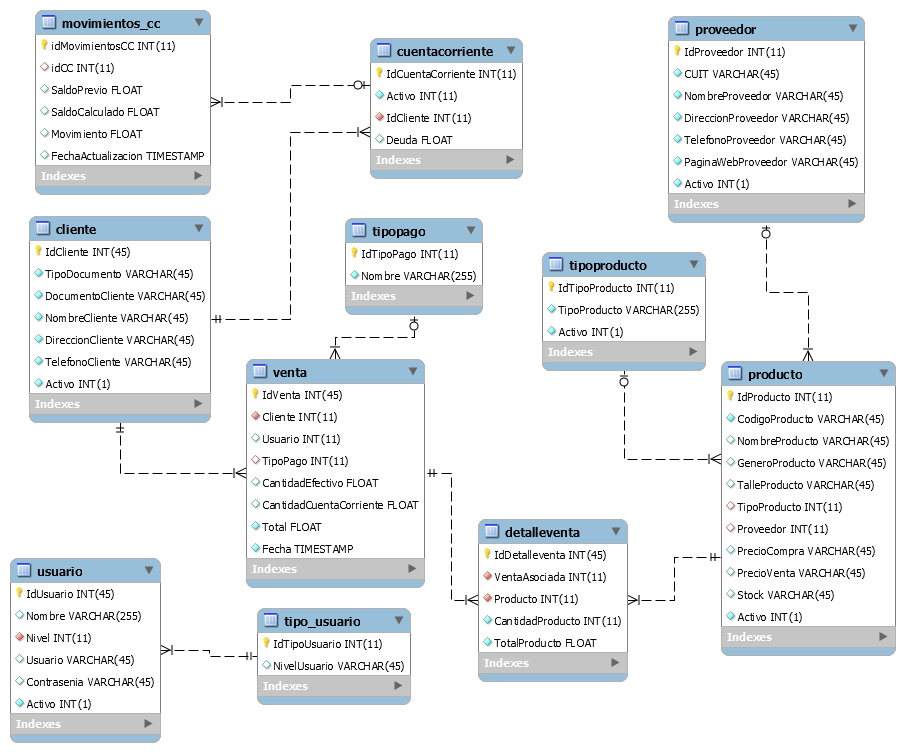 movimientos_cc
idMovimientosCC INT(11)
idCC INT(11)
SaldoPrevio FLOAT
SaldoCalculado FLOAT
Movimiento FLOAT
FechaActualizacion TIMESTAMP
Indexes
cuentacorriente
IdCuentaCorriente INT(11)
Activo INT(11)
IdCliente INT(11)
Deuda FLOAT
Indexes
proveedor
IdProveedor INT(11)
CUIT VARCHAR(45)
NombreProveedor VARCHAR(45)
DireccionProveedor VARCHAR(45)
TelefonoProveedor VARCHAR(45)
PaginaWebProveedor VARCHAR(45)
Activo INT(1)
Indexes
cliente
IdCliente INT(45)
TipoDocumento VARCHAR(45)
DocumentoCliente VARCHAR(45)
NombreCliente VARCHAR(45)
DireccionCliente VARCHAR(45)
TelefonoCliente VARCHAR(45)
Activo INT(1)
Indexes
tipopago
IdTipoPago INT(11)
Nombre VARCHAR(255)
Indexes
tipoproducto
IdTipoProducto INT(11)
TipoProducto VARCHAR(255)
Activo INT(1)
Indexes
venta
IdVenta INT(45)
Cliente INT(11)
Usuario INT(11)
TipoPago INT(11)
CantidadEfectivo FLOAT
CantidadCuentaCorriente FLOAT
Total FLOAT
Fecha TIMESTAMP
Indexes
producto
IdProducto INT(11)
CodigoProducto VARCHAR(45)
NombreProducto VARCHAR(45)
GeneroProducto VARCHAR(45)
TalleProducto VARCHAR(45)
TipoProducto INT(11)
Proveedor INT(11)
PrecioCompra VARCHAR(45)
PrecioVenta VARCHAR(45)
Stock VARCHAR(45)
Activo INT(1)
Indexes
detalleventa
IdDetalleventa INT(45)
VentaAsociada INT(11)
Producto INT(11)
CantidadProducto INT(11)
TotalProducto FLOAT
Indexes
usuario
IdUsuario INT(45)
Nombre VARCHAR(255)
Nivel INT(11)
Usuario VARCHAR(45)
Contrasenia VARCHAR(45)
Activo INT(1)
Indexes
tipo_usuario
IdTipoUsuario INT(11)
NivelUsuario VARCHAR(45)
Indexes